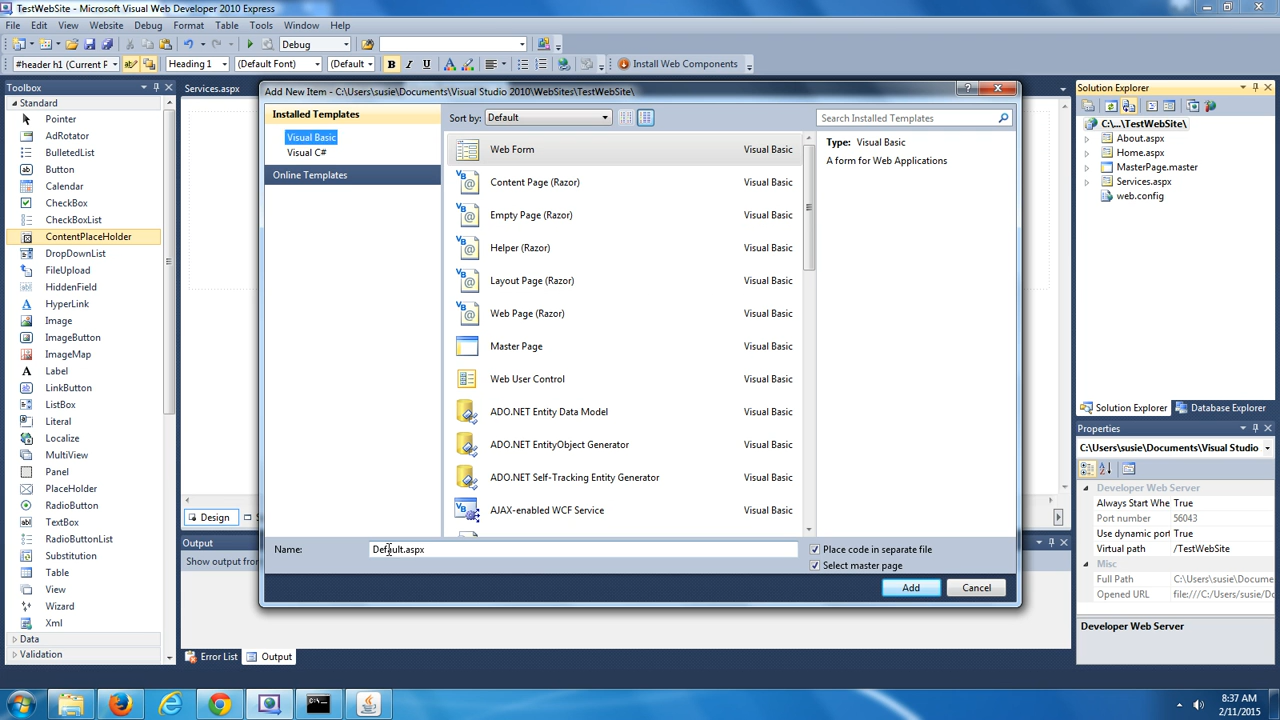 TestWebSite - Microsoft Visual Web Developer 2010 Express
File Edit View Website Debug Format Table Tools Window Help
Debug
#header h1 (Current P Heading 1 (Default Font) (Default B I U A Install Web Components
Toolbox
Standard
Pointer
AdRotator
BulletedList
Button
Calendar
CheckBox
CheckBoxList
ContentPlaceHolder
DropDownList
FileUpload
HiddenField
HyperLink
Image
ImageButton
ImageMap
Label
LinkButton
ListBox
Literal
Localize
MultiView
Panel
PlaceHolder
RadioButton
TextBox
RadioButtonList
Substitution
Table
View
Wizard
Xml
Data
Validation
Services.aspx
Design
Output
Show output from
Error List Output
Add New Item - C:\Users\susie\Documents\Visual Studio 2010\WebSites\TestWebSite\
Installed Templates
Visual Basic
Visual C#
Online Templates
Sort by: Default
Search Installed Templates
Web Form Visual Basic
Content Page (Razor) Visual Basic
Empty Page (Razor) Visual Basic
Helper (Razor) Visual Basic
Layout Page (Razor) Visual Basic
Web Page (Razor) Visual Basic
Master Page Visual Basic
Web User Control Visual Basic
ADO.NET Entity Data Model Visual Basic
ADO.NET EntityObject Generator Visual Basic
ADO.NET Self-Tracking Entity Generator Visual Basic
AJAX-enabled WCF Service Visual Basic
Type: Visual Basic
A form for Web Applications
Name: Default.aspx
Place code in separate file
Select master page
Add Cancel
Solution Explorer
C:\...\TestWebSite\
About.aspx
Home.aspx
MasterPage.master
Services.aspx
web.config
Solution Explorer Database Explorer
Properties
C:\Users\susie\Documents\Visual Studio
Developer Web Server
Always Start Whe True
Port number 56043
Use dynamic port True
Virtual path /TestWebSite
Misc
Full Path C:\Users\susie\Docume
Opened URL file:///C:/Users/susie/Do
Developer Web Server
8:37 AM
2/11/2015